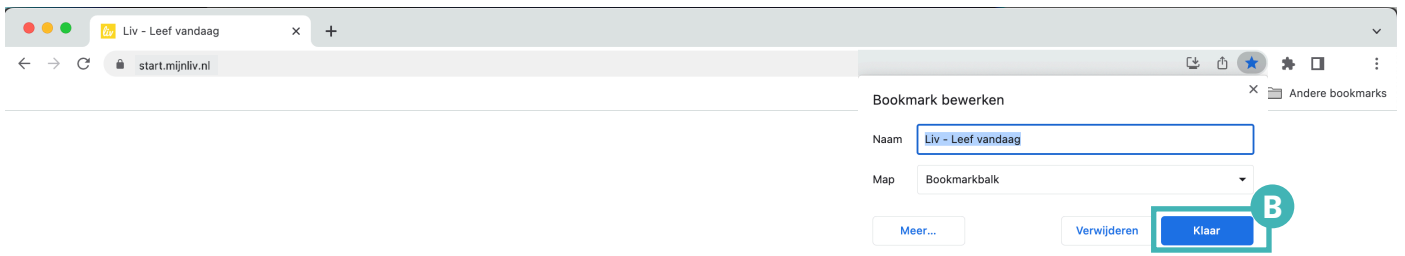 liv Liv - Leef vandaag
start.mijnliv.nl
Andere bookmarks
Bookmark bewerken
Naam Liv - Leef vandaag
Map Bookmarkbalk
Meer... Verwijderen Klaar
B